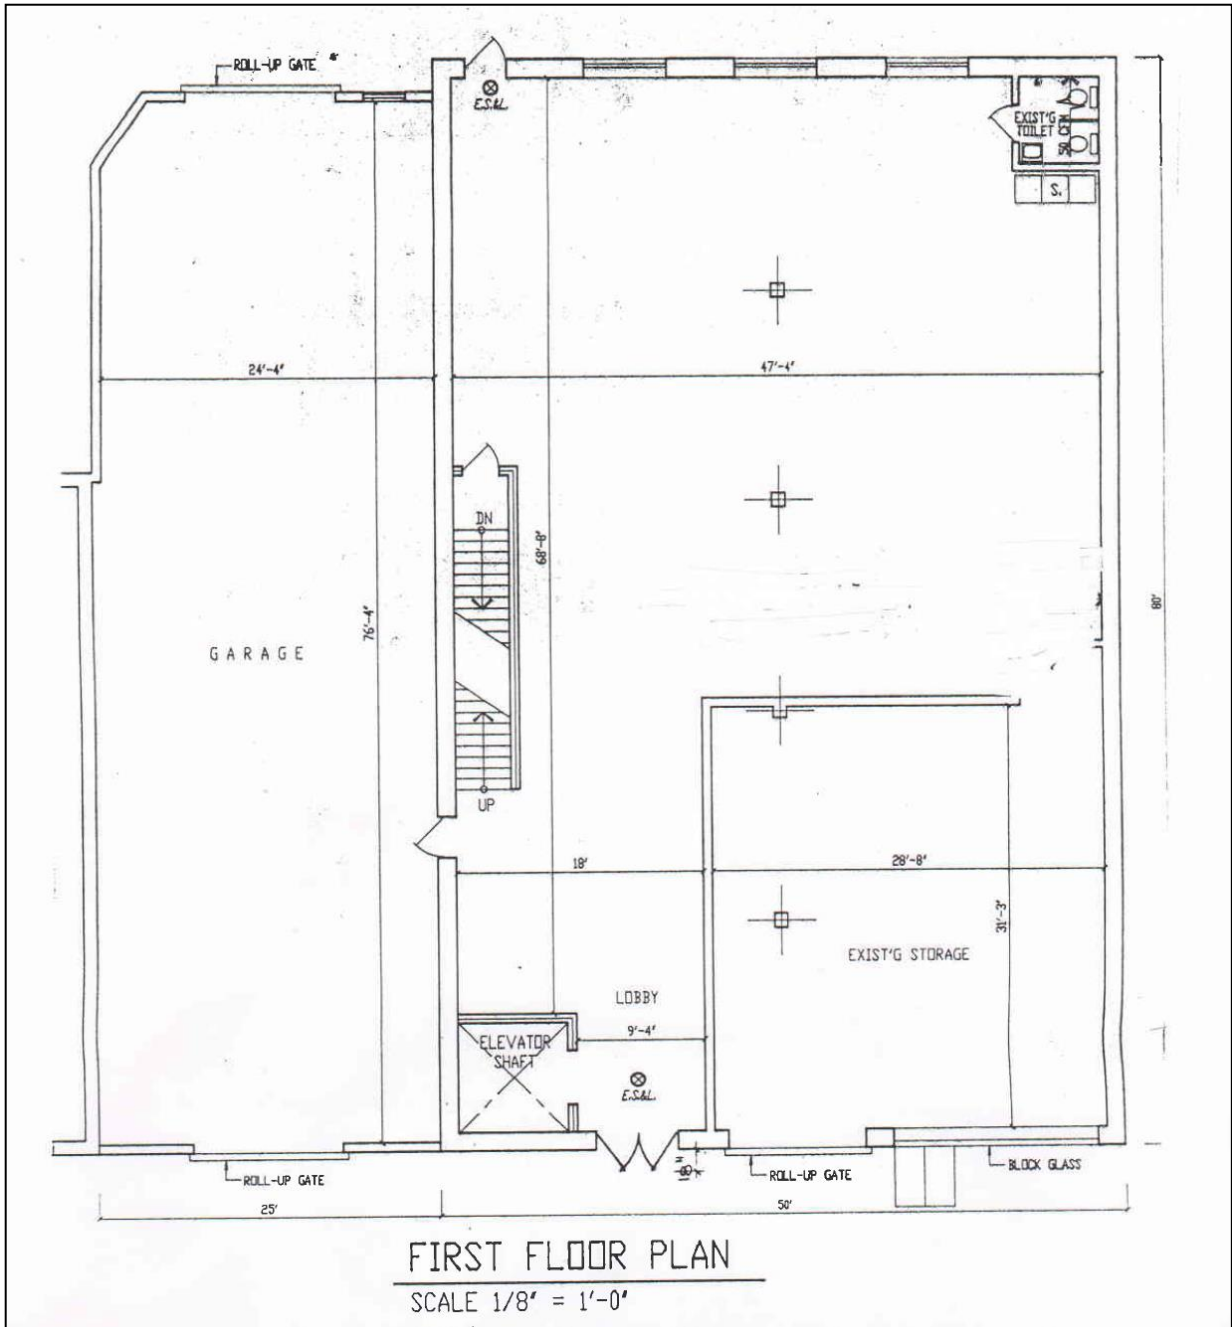 ROLL-UP GATE
E.S.&L.
EXIST'G
TOILET
50 CFM
S.
24'-4"
47'-4"
DN
68'-8"
76'-4"
80'
GARAGE
UP
18'
28'-8"
31'-3"
EXIST'G STORAGE
LOBBY
9'-4"
ELEVATOR
SHAFT
E.S.&L.
ROLL-UP GATE
ROLL-UP GATE
BLOCK GLASS
25'
50'
FIRST FLOOR PLAN
SCALE 1/8" = 1'-0"